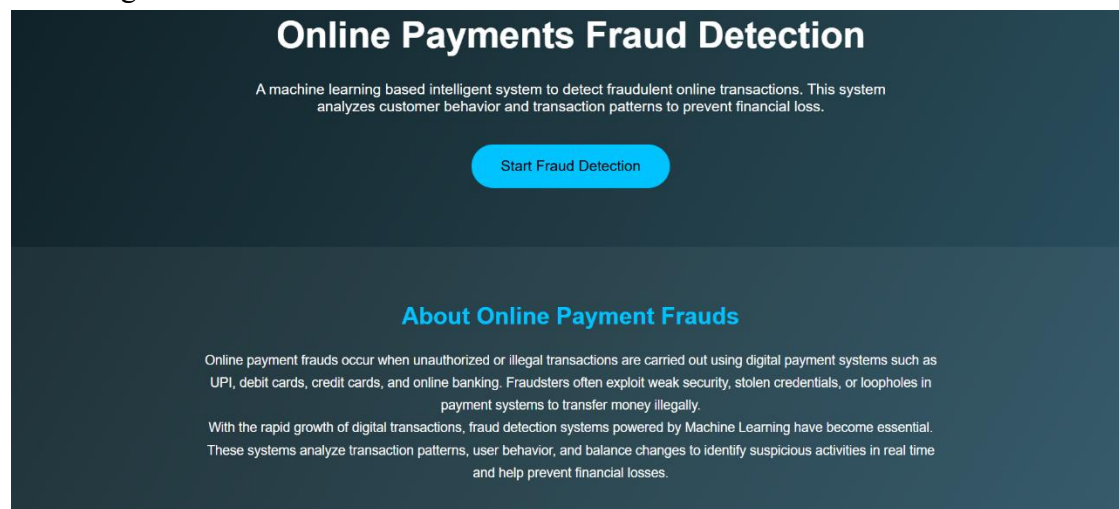 Online Payments Fraud Detection
A machine learning based intelligent system to detect fraudulent online transactions. This system
analyzes customer behavior and transaction patterns to prevent financial loss.
Start Fraud Detection
About Online Payment Frauds
Online payment frauds occur when unauthorized or illegal transactions are carried out using digital payment systems such as
UPI, debit cards, credit cards, and online banking. Fraudsters often exploit weak security, stolen credentials, or loopholes in
payment systems to transfer money illegally.
With the rapid growth of digital transactions, fraud detection systems powered by Machine Learning have become essential.
These systems analyze transaction patterns, user behavior, and balance changes to identify suspicious activities in real time
and help prevent financial losses.